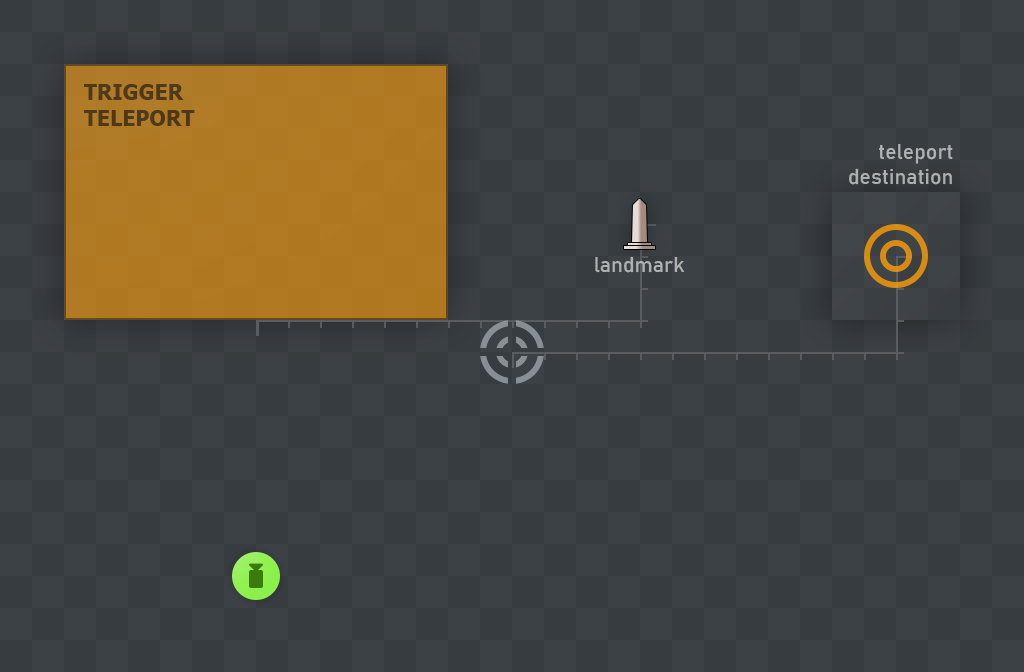 TRIGGER
TELEPORT
teleport
destination
landmark